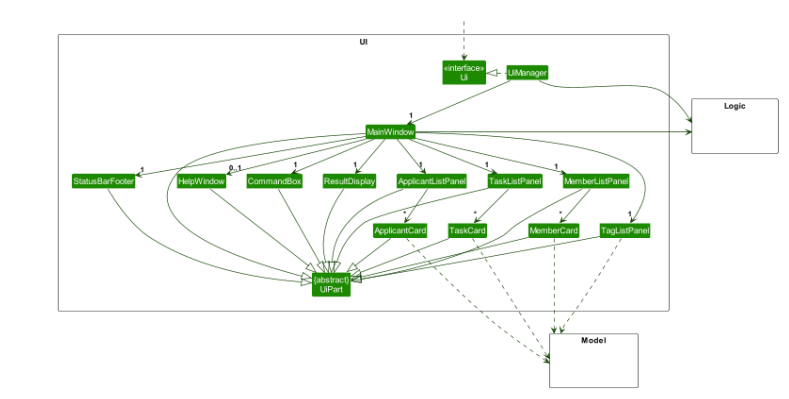 UI
«interface»
Ui
UiManager
Logic
1
MainWindow
1
0..1
1
1
1
1
1
StatusBarFooter
HelpWindow
CommandBox
ResultDisplay
ApplicantListPanel
TaskListPanel
MemberListPanel
*
*
*
1
ApplicantCard
TaskCard
MemberCard
TagListPanel
{abstract}
UiPart
Model